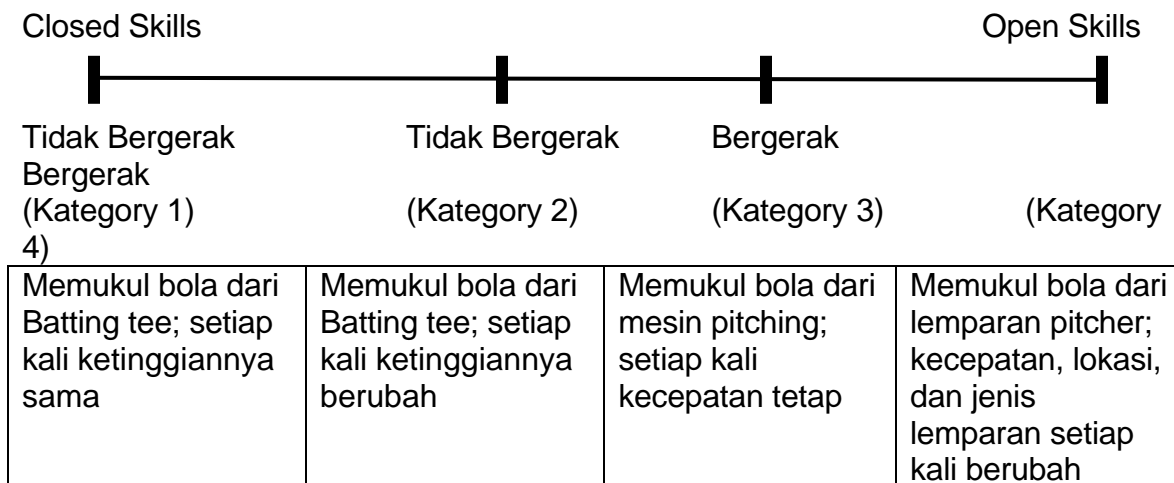 Closed Skills Open Skills
Tidak Bergerak Tidak Bergerak Bergerak
Bergerak
(Kategory 1) (Kategory 2) (Kategory 3) (Kategory
4)
Memukul bola dari
Batting tee; setiap
kali ketinggiannya
sama
Memukul bola dari
Batting tee; setiap
kali ketinggiannya
berubah
Memukul bola dari
mesin pitching;
setiap kali
kecepatan tetap
Memukul bola dari
lemparan pitcher;
kecepatan, lokasi,
dan jenis
lemparan setiap
kali berubah